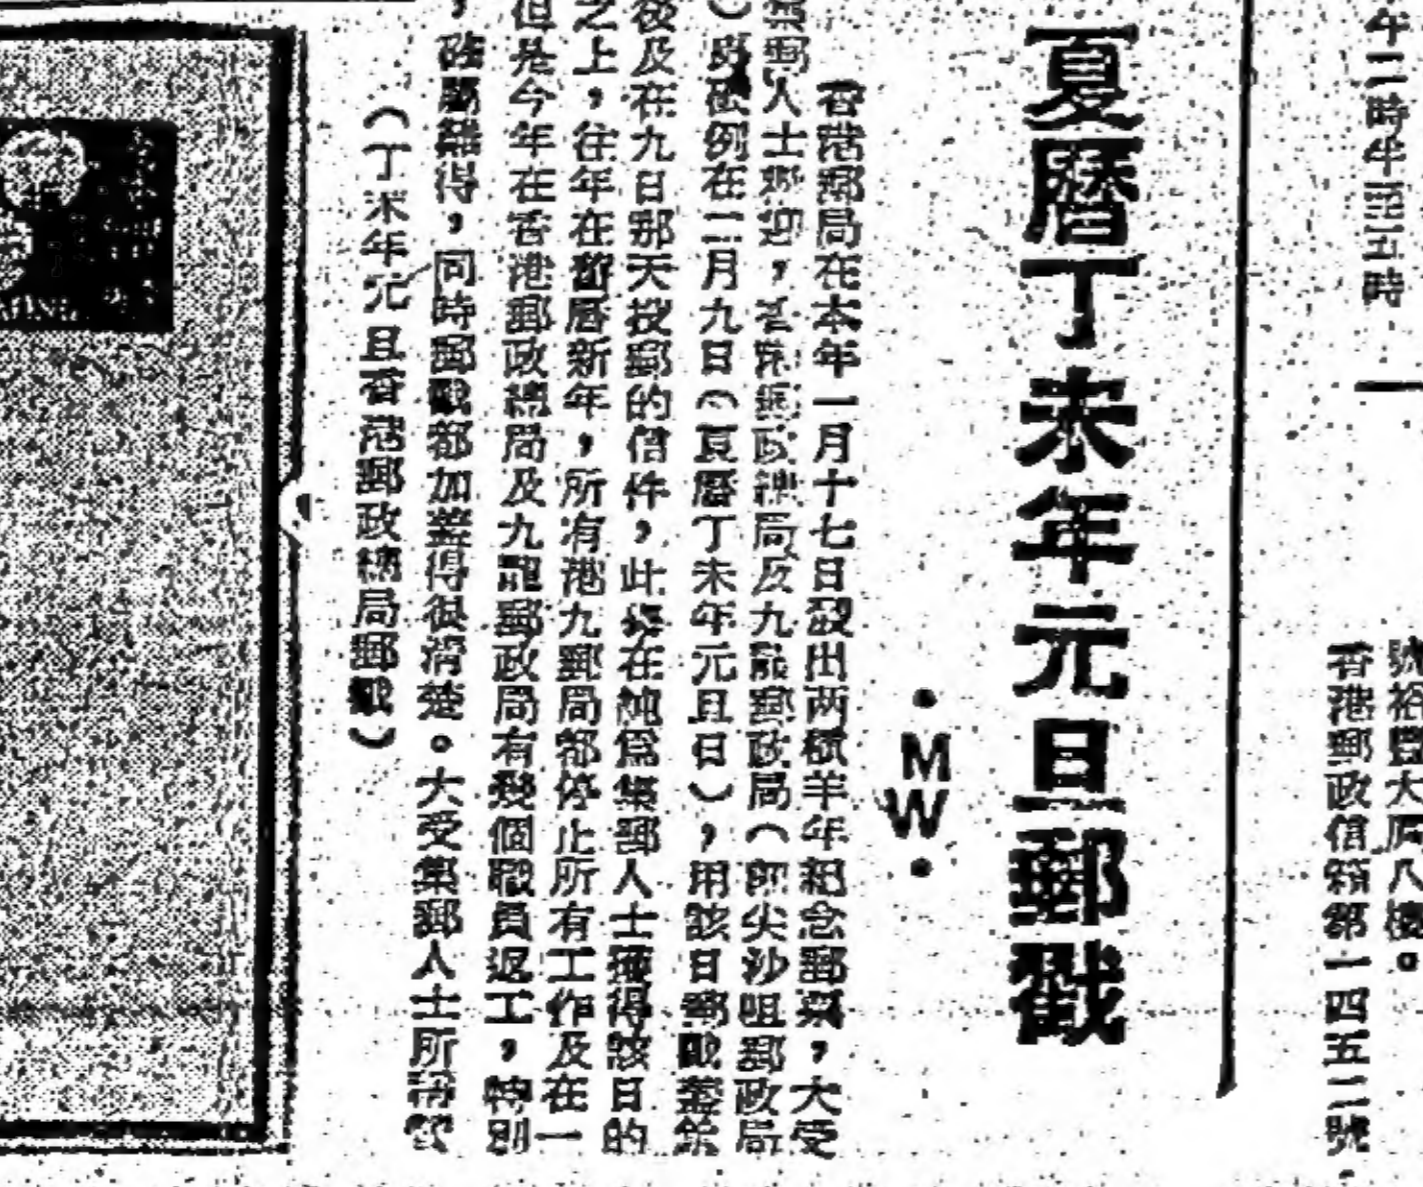 午二時半至五時
號裕豐大廈八樓。
香港郵政信箱第一四五二號
夏曆丁未年元旦郵戳
·MW·
香港郵局在本年一月十七日發出兩種羊年紀念郵票,大受
集郵人士歡迎,香港郵政總局及九龍郵政局(即尖沙咀郵政局
)照例在二月九日(夏曆丁未年元旦日),用該日郵戳蓋銷
後及在九日那天投郵的信件,此舉在純為集郵人士獲得該日的
之上,往年在舊曆新年,所有港九郵局都停止所有工作及在一
但是今年在香港郵政總局及九龍郵政局有幾個職員返工,特別
,確屬難得,同時郵戳都加蓋得很清楚。大受集郵人士所稱
(丁未年元旦香港郵政總局郵戳)